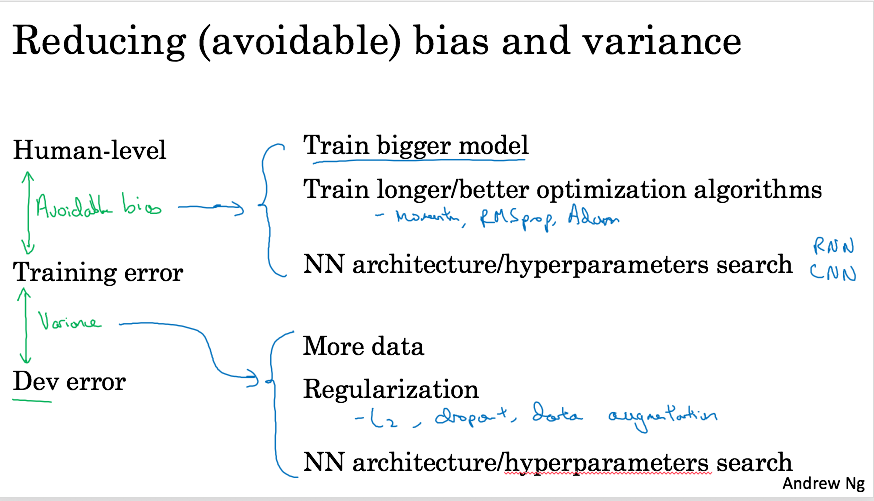 Reducing (avoidable) bias and variance
Human-level
Avoidable bias
Training error
Variance
Dev error
Train bigger model
Train longer/better optimization algorithms
- Momentum, RMSprop, Adam
NN architecture/hyperparameters search
RNN
CNN
More data
Regularization
- L2, dropout, data augmentation
NN architecture/hyperparameters search
Andrew Ng